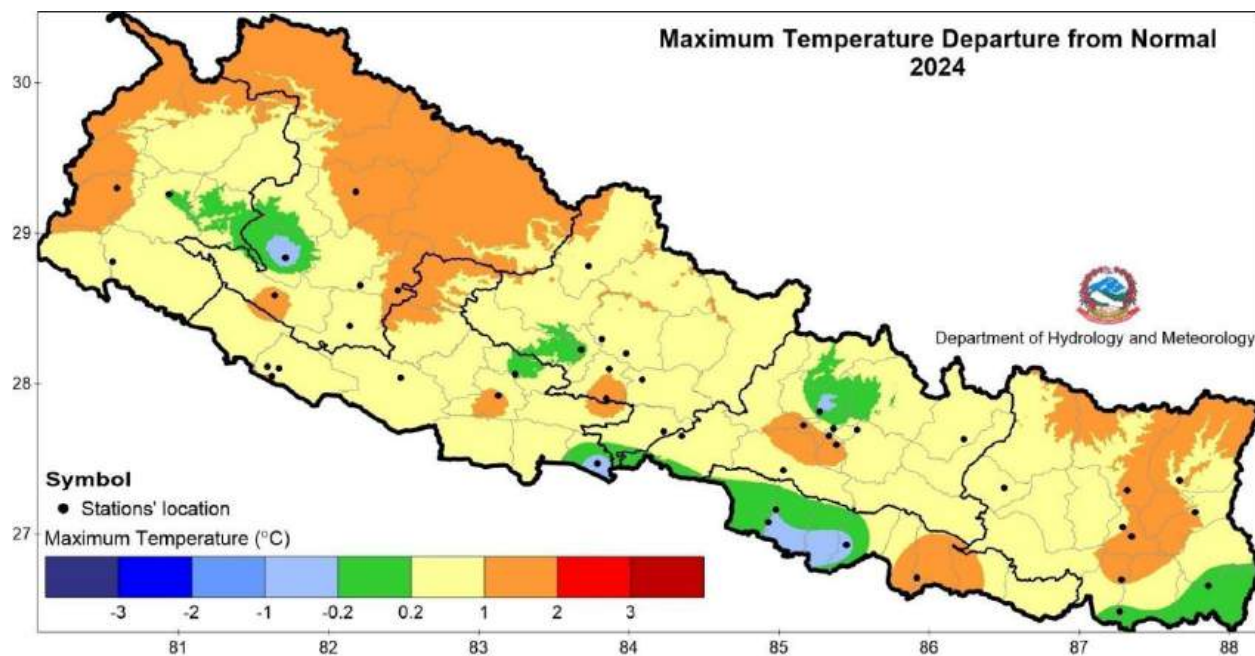 Maximum Temperature Departure from Normal
2024
30
29
28
27
Department of Hydrology and Meteorology
Symbol
Stations' location
Maximum Temperature (°C)
-3 -2 -1 -0.2 0.2 1 2 3
81 82 83 84 85 86 87 88